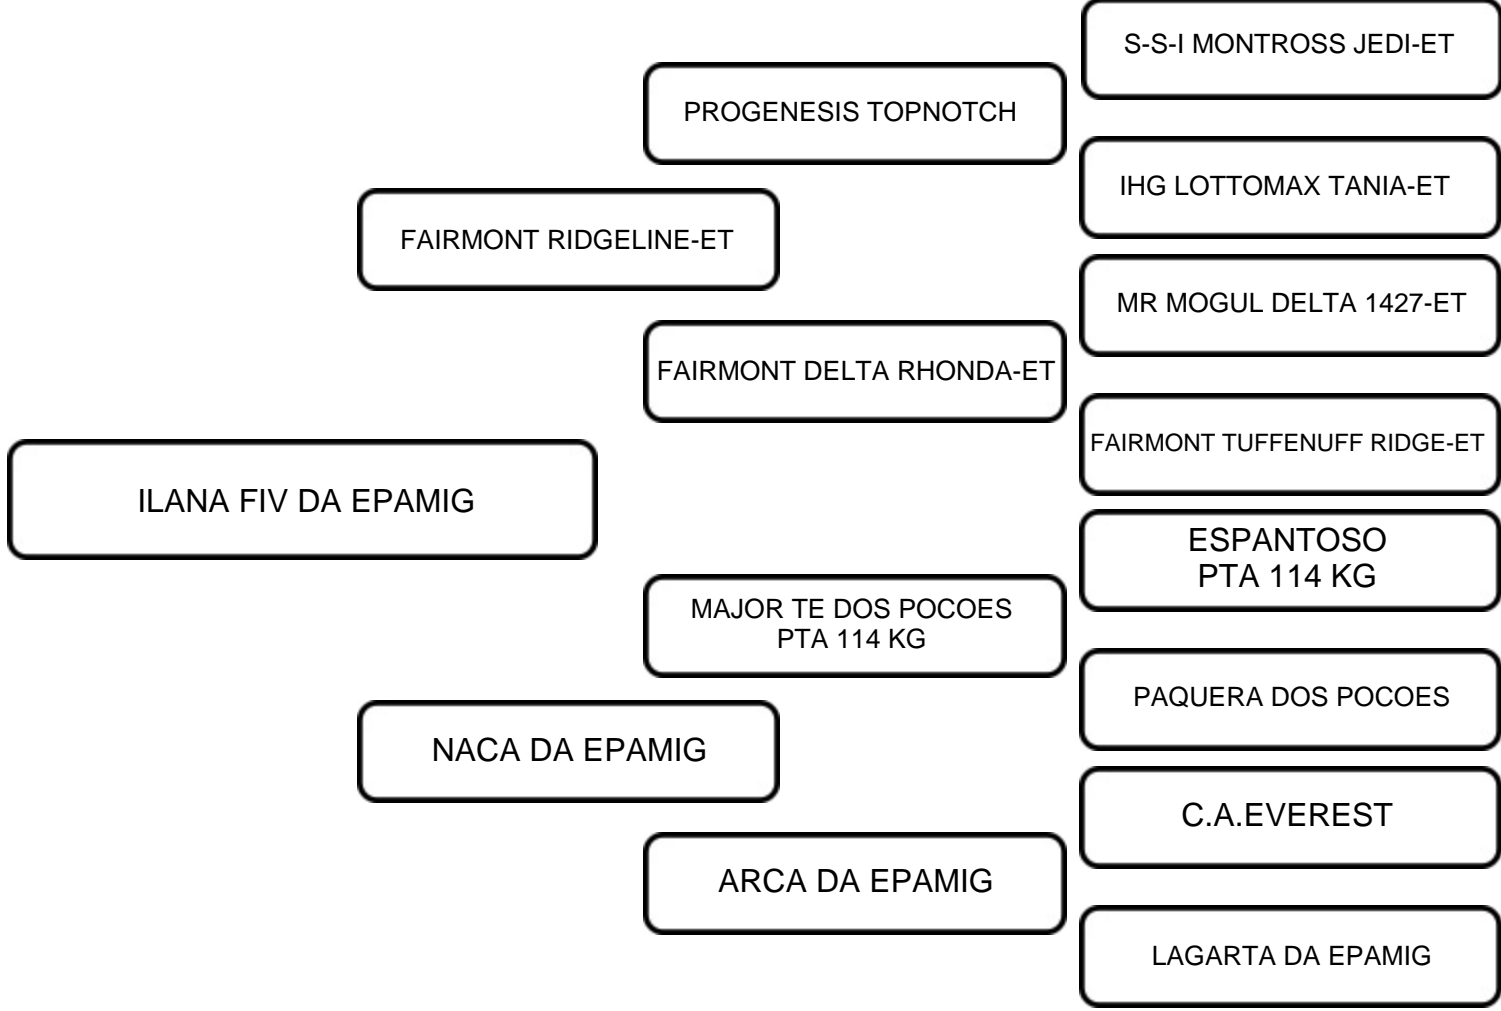 S-S-I MONTROSS JEDI-ET
PROGENESIS TOPNOTCH
IHG LOTTOMAX TANIA-ET
FAIRMONT RIDGELINE-ET
MR MOGUL DELTA 1427-ET
FAIRMONT DELTA RHONDA-ET
FAIRMONT TUFFENUFF RIDGE-ET
ILANA FIV DA EPAMIG
ESPANTOSO
PTA 114 KG
MAJOR TE DOS POCOES
PTA 114 KG
PAQUERA DOS POCOES
NACA DA EPAMIG
C.A.EVEREST
ARCA DA EPAMIG
LAGARTA DA EPAMIG